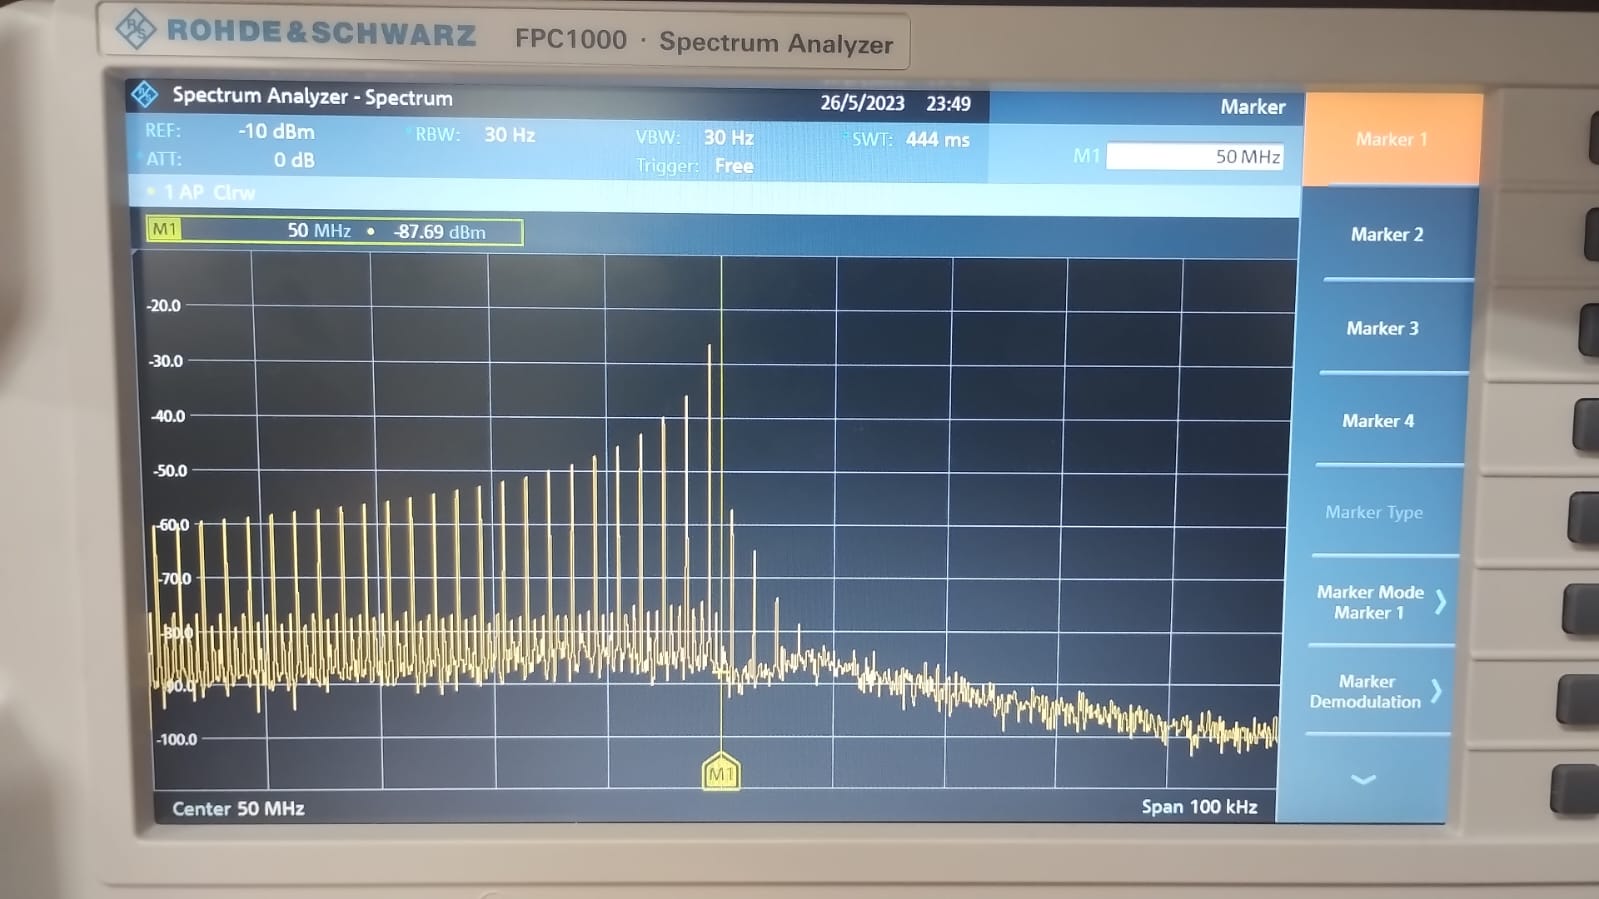 ROHDE & SCHWARZ FPC1000 · Spectrum Analyzer
Spectrum Analyzer - Spectrum 26/5/2023 23:49 Marker
REF: -10 dBm RBW: 30 Hz VBW: 30 Hz SWT: 444 ms
ATT: 0 dB Trigger: Free
M1 50 MHz
1 AP Clrw
M1 50 MHz • -87.69 dBm
-20.0
-30.0
-40.0
-50.0
-60.0
-70.0
-80.0
-90.0
-100.0
M1
Center 50 MHz Span 100 kHz
Marker 1
Marker 2
Marker 3
Marker 4
Marker Type
Marker Mode
Marker 1
Marker
Demodulation